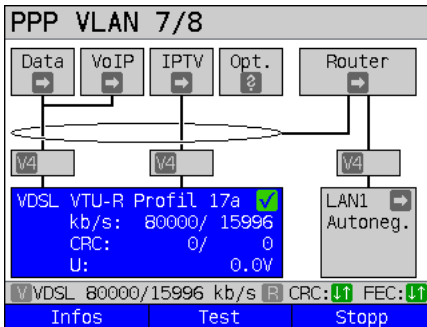 PPP VLAN 7/8
Data VoIP IPTV Opt. Router
V4 V4 V4
VDSL VTU-R Profil 17a
kb/s: 80000/ 15996
CRC: 0/ 0
U: 0.0V
LAN1
Autoneg.
V VDSL 80000/15996 kb/s R CRC: FEC:
Infos Test Stopp